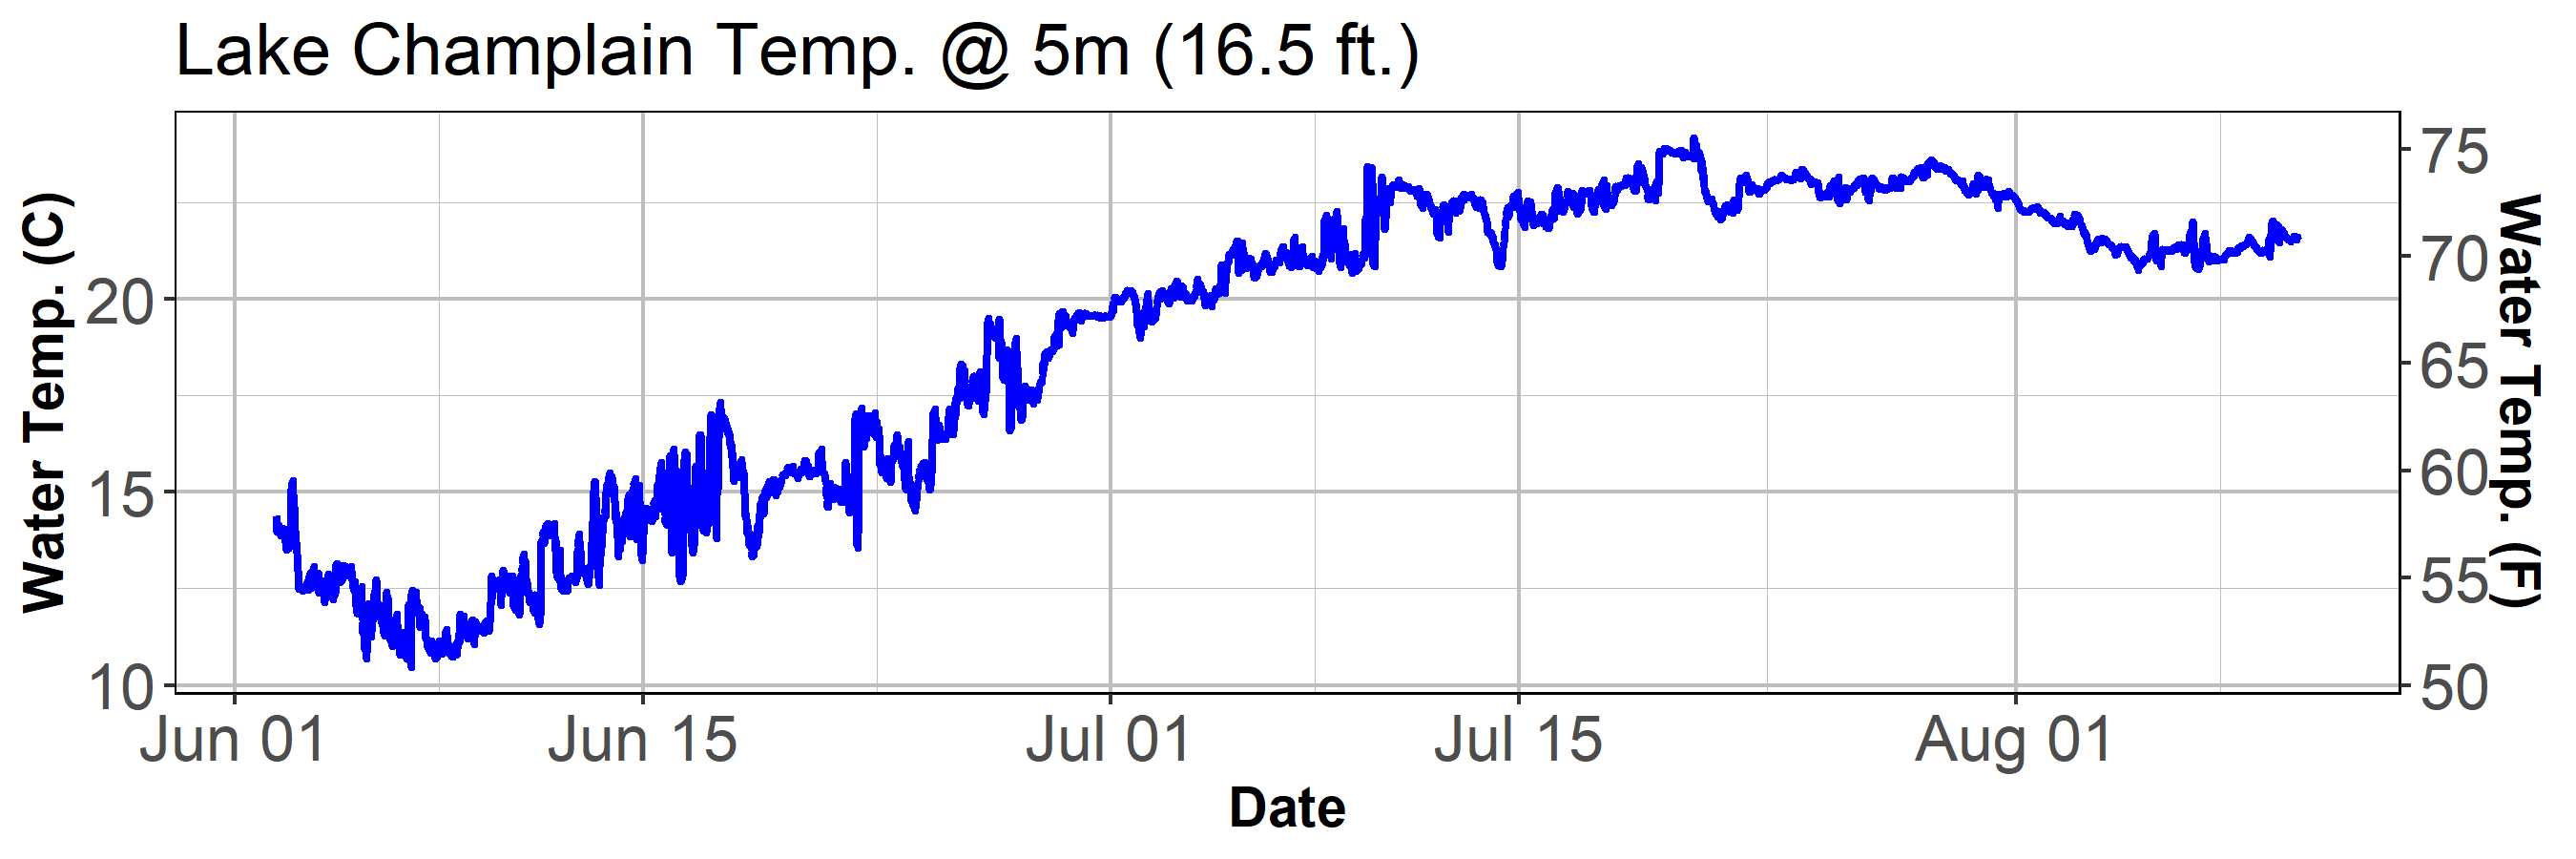 Lake Champlain Temp. @ 5m (16.5 ft.)
Water Temp. (C)
20
15
10
75
70
65
60
55
50
Water Temp. (F)
Jun 01 Jun 15 Jul 01 Jul 15 Aug 01
Date